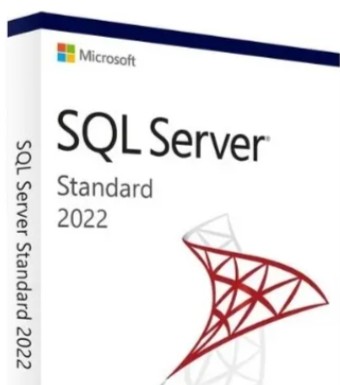 Microsoft
SQL Server®
Standard
2022
SQL Server Standard 2022